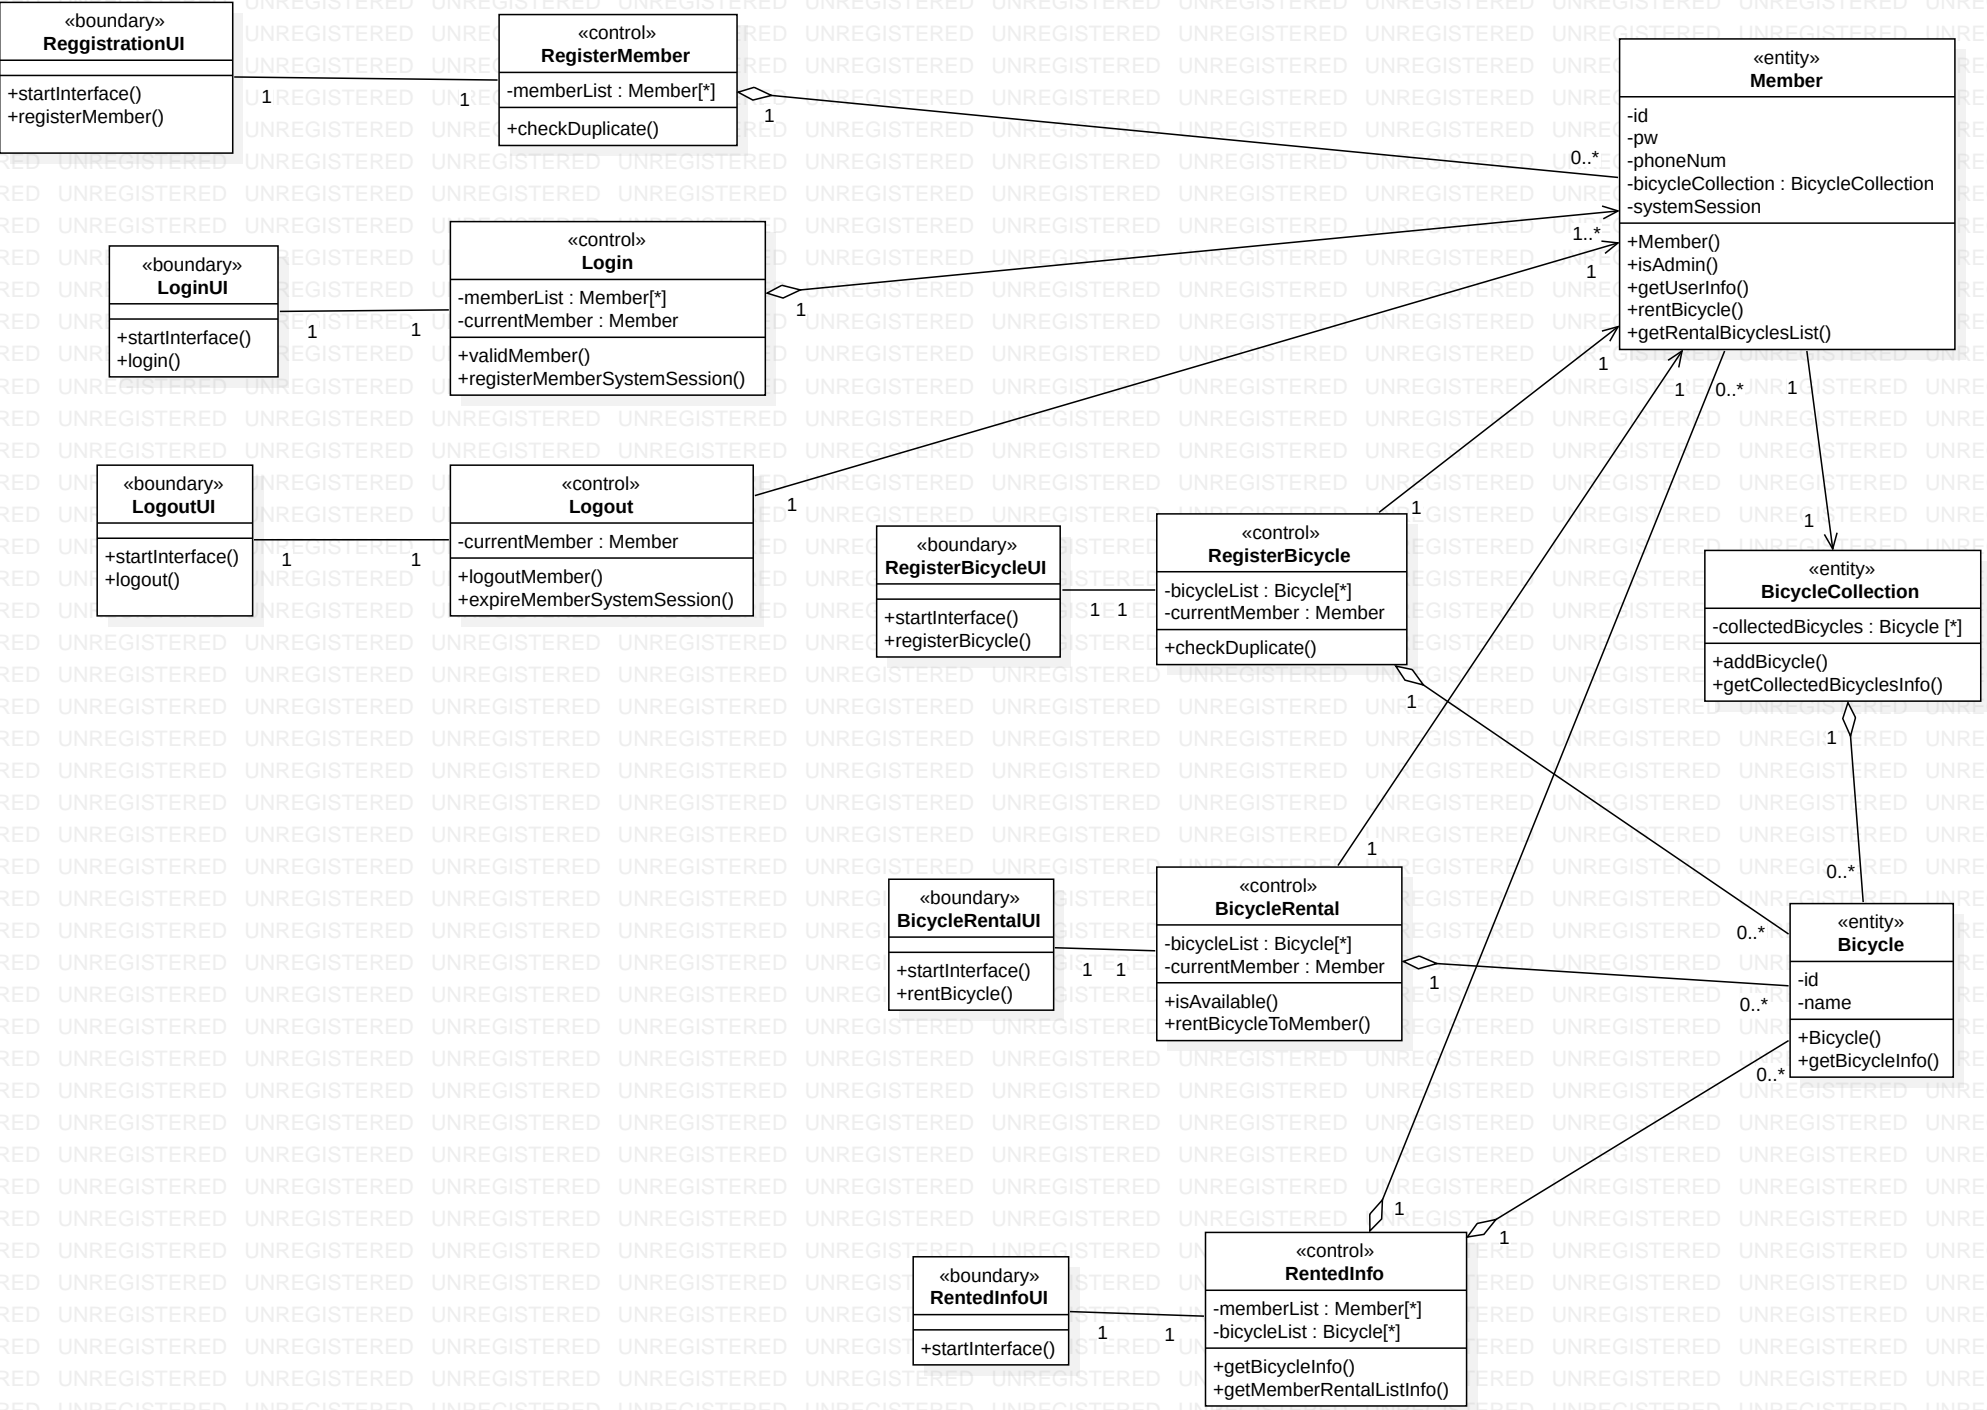 «boundary»
ReggistrationUI
+startInterface()
+registerMember()
1
1
«control»
RegisterMember
-memberList : Member[*]
+checkDuplicate()
1
0..*
«entity»
Member
-id
-pw
-phoneNum
-bicycleCollection : BicycleCollection
-systemSession
+Member()
+isAdmin()
+getUserInfo()
+rentBicycle()
+getRentalBicyclesList()
«boundary»
LoginUI
+startInterface()
+login()
1
1
«control»
Login
-memberList : Member[*]
-currentMember : Member
+validMember()
+registerMemberSystemSession()
1
1..*
1
1
1
0..*
1
«boundary»
LogoutUI
+startInterface()
+logout()
1
1
«control»
Logout
-currentMember : Member
+logoutMember()
+expireMemberSystemSession()
1
«boundary»
RegisterBicycleUI
+startInterface()
+registerBicycle()
1
1
«control»
RegisterBicycle
-bicycleList : Bicycle[*]
-currentMember : Member
+checkDuplicate()
1
1
1
«entity»
BicycleCollection
-collectedBicycles : Bicycle [*]
+addBicycle()
+getCollectedBicyclesInfo()
1
0..*
«boundary»
BicycleRentalUI
+startInterface()
+rentBicycle()
1
1
«control»
BicycleRental
-bicycleList : Bicycle[*]
-currentMember : Member
+isAvailable()
+rentBicycleToMember()
1
1
0..*
0..*
0..*
«entity»
Bicycle
-id
-name
+Bicycle()
+getBicycleInfo()
«boundary»
RentedInfoUI
+startInterface()
1
1
«control»
RentedInfo
-memberList : Member[*]
-bicycleList : Bicycle[*]
+getBicycleInfo()
+getMemberRentalListInfo()
1
1
UNREGISTERED